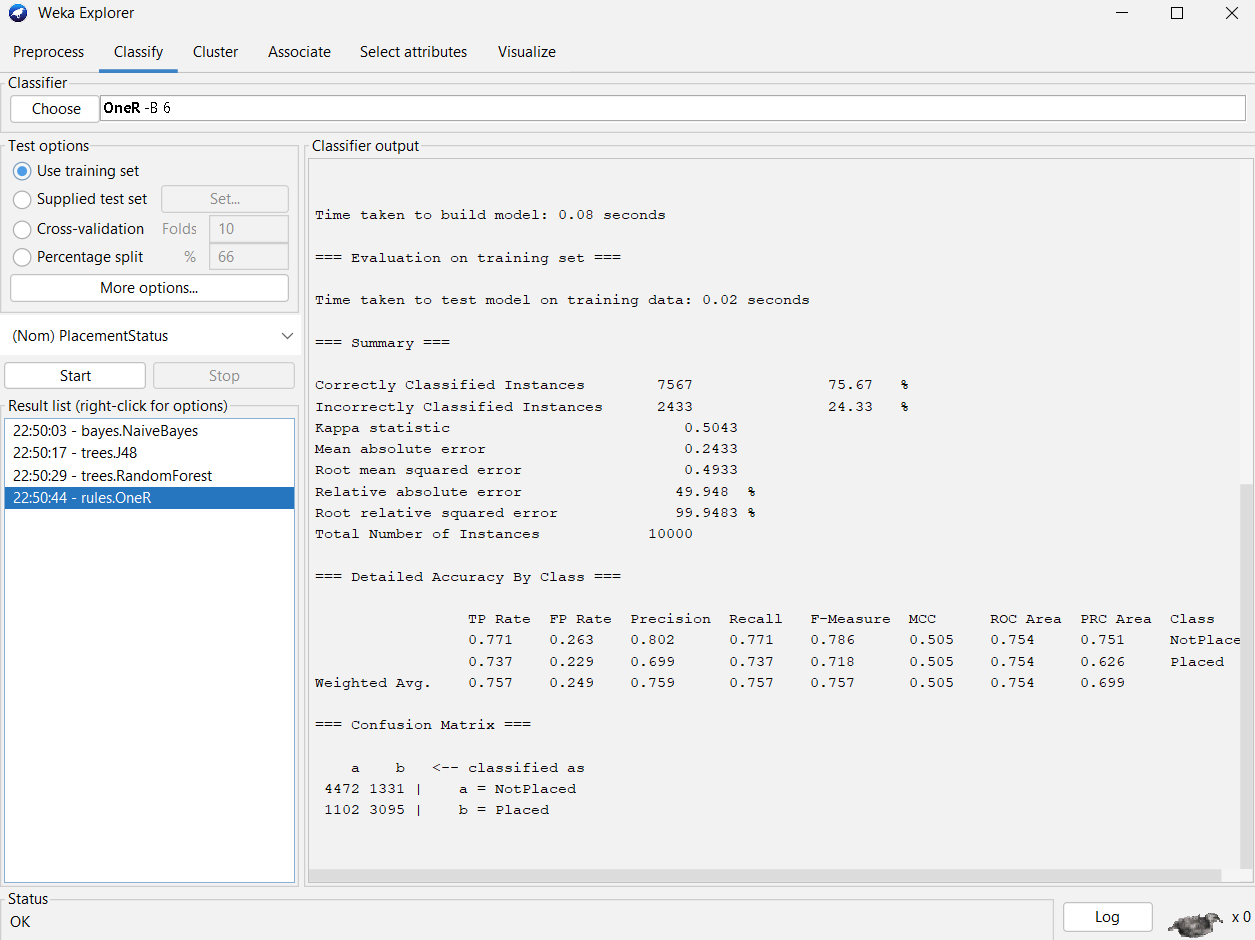 Weka Explorer
Preprocess Classify Cluster Associate Select attributes Visualize
Classifier
Choose OneR -B 6
Test options
Use training set
Supplied test set Set...
Cross-validation Folds 10
Percentage split % 66
More options...
(Nom) PlacementStatus
Start Stop
Result list (right-click for options)
22:50:03 - bayes.NaiveBayes
22:50:17 - trees.J48
22:50:29 - trees.RandomForest
22:50:44 - rules.OneR
Classifier output
Time taken to build model: 0.08 seconds
=== Evaluation on training set ===
Time taken to test model on training data: 0.02 seconds
=== Summary ===
Correctly Classified Instances 7567 75.67 %
Incorrectly Classified Instances 2433 24.33 %
Kappa statistic 0.5043
Mean absolute error 0.2433
Root mean squared error 0.4933
Relative absolute error 49.948 %
Root relative squared error 99.9483 %
Total Number of Instances 10000
=== Detailed Accuracy By Class ===
TP Rate FP Rate Precision Recall F-Measure MCC ROC Area PRC Area Class
0.771 0.263 0.802 0.771 0.786 0.505 0.754 0.751 NotPlace
0.737 0.229 0.699 0.737 0.718 0.505 0.754 0.626 Placed
Weighted Avg. 0.757 0.249 0.759 0.757 0.757 0.505 0.754 0.699
=== Confusion Matrix ===
a b <-- classified as
4472 1331 | a = NotPlaced
1102 3095 | b = Placed
Status
OK
Log x 0